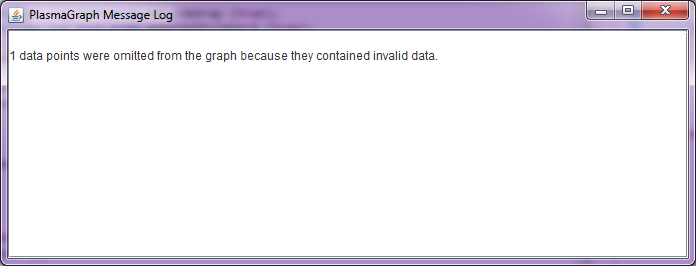 PlasmaGraph Message Log
1 data points were omitted from the graph because they contained invalid data.